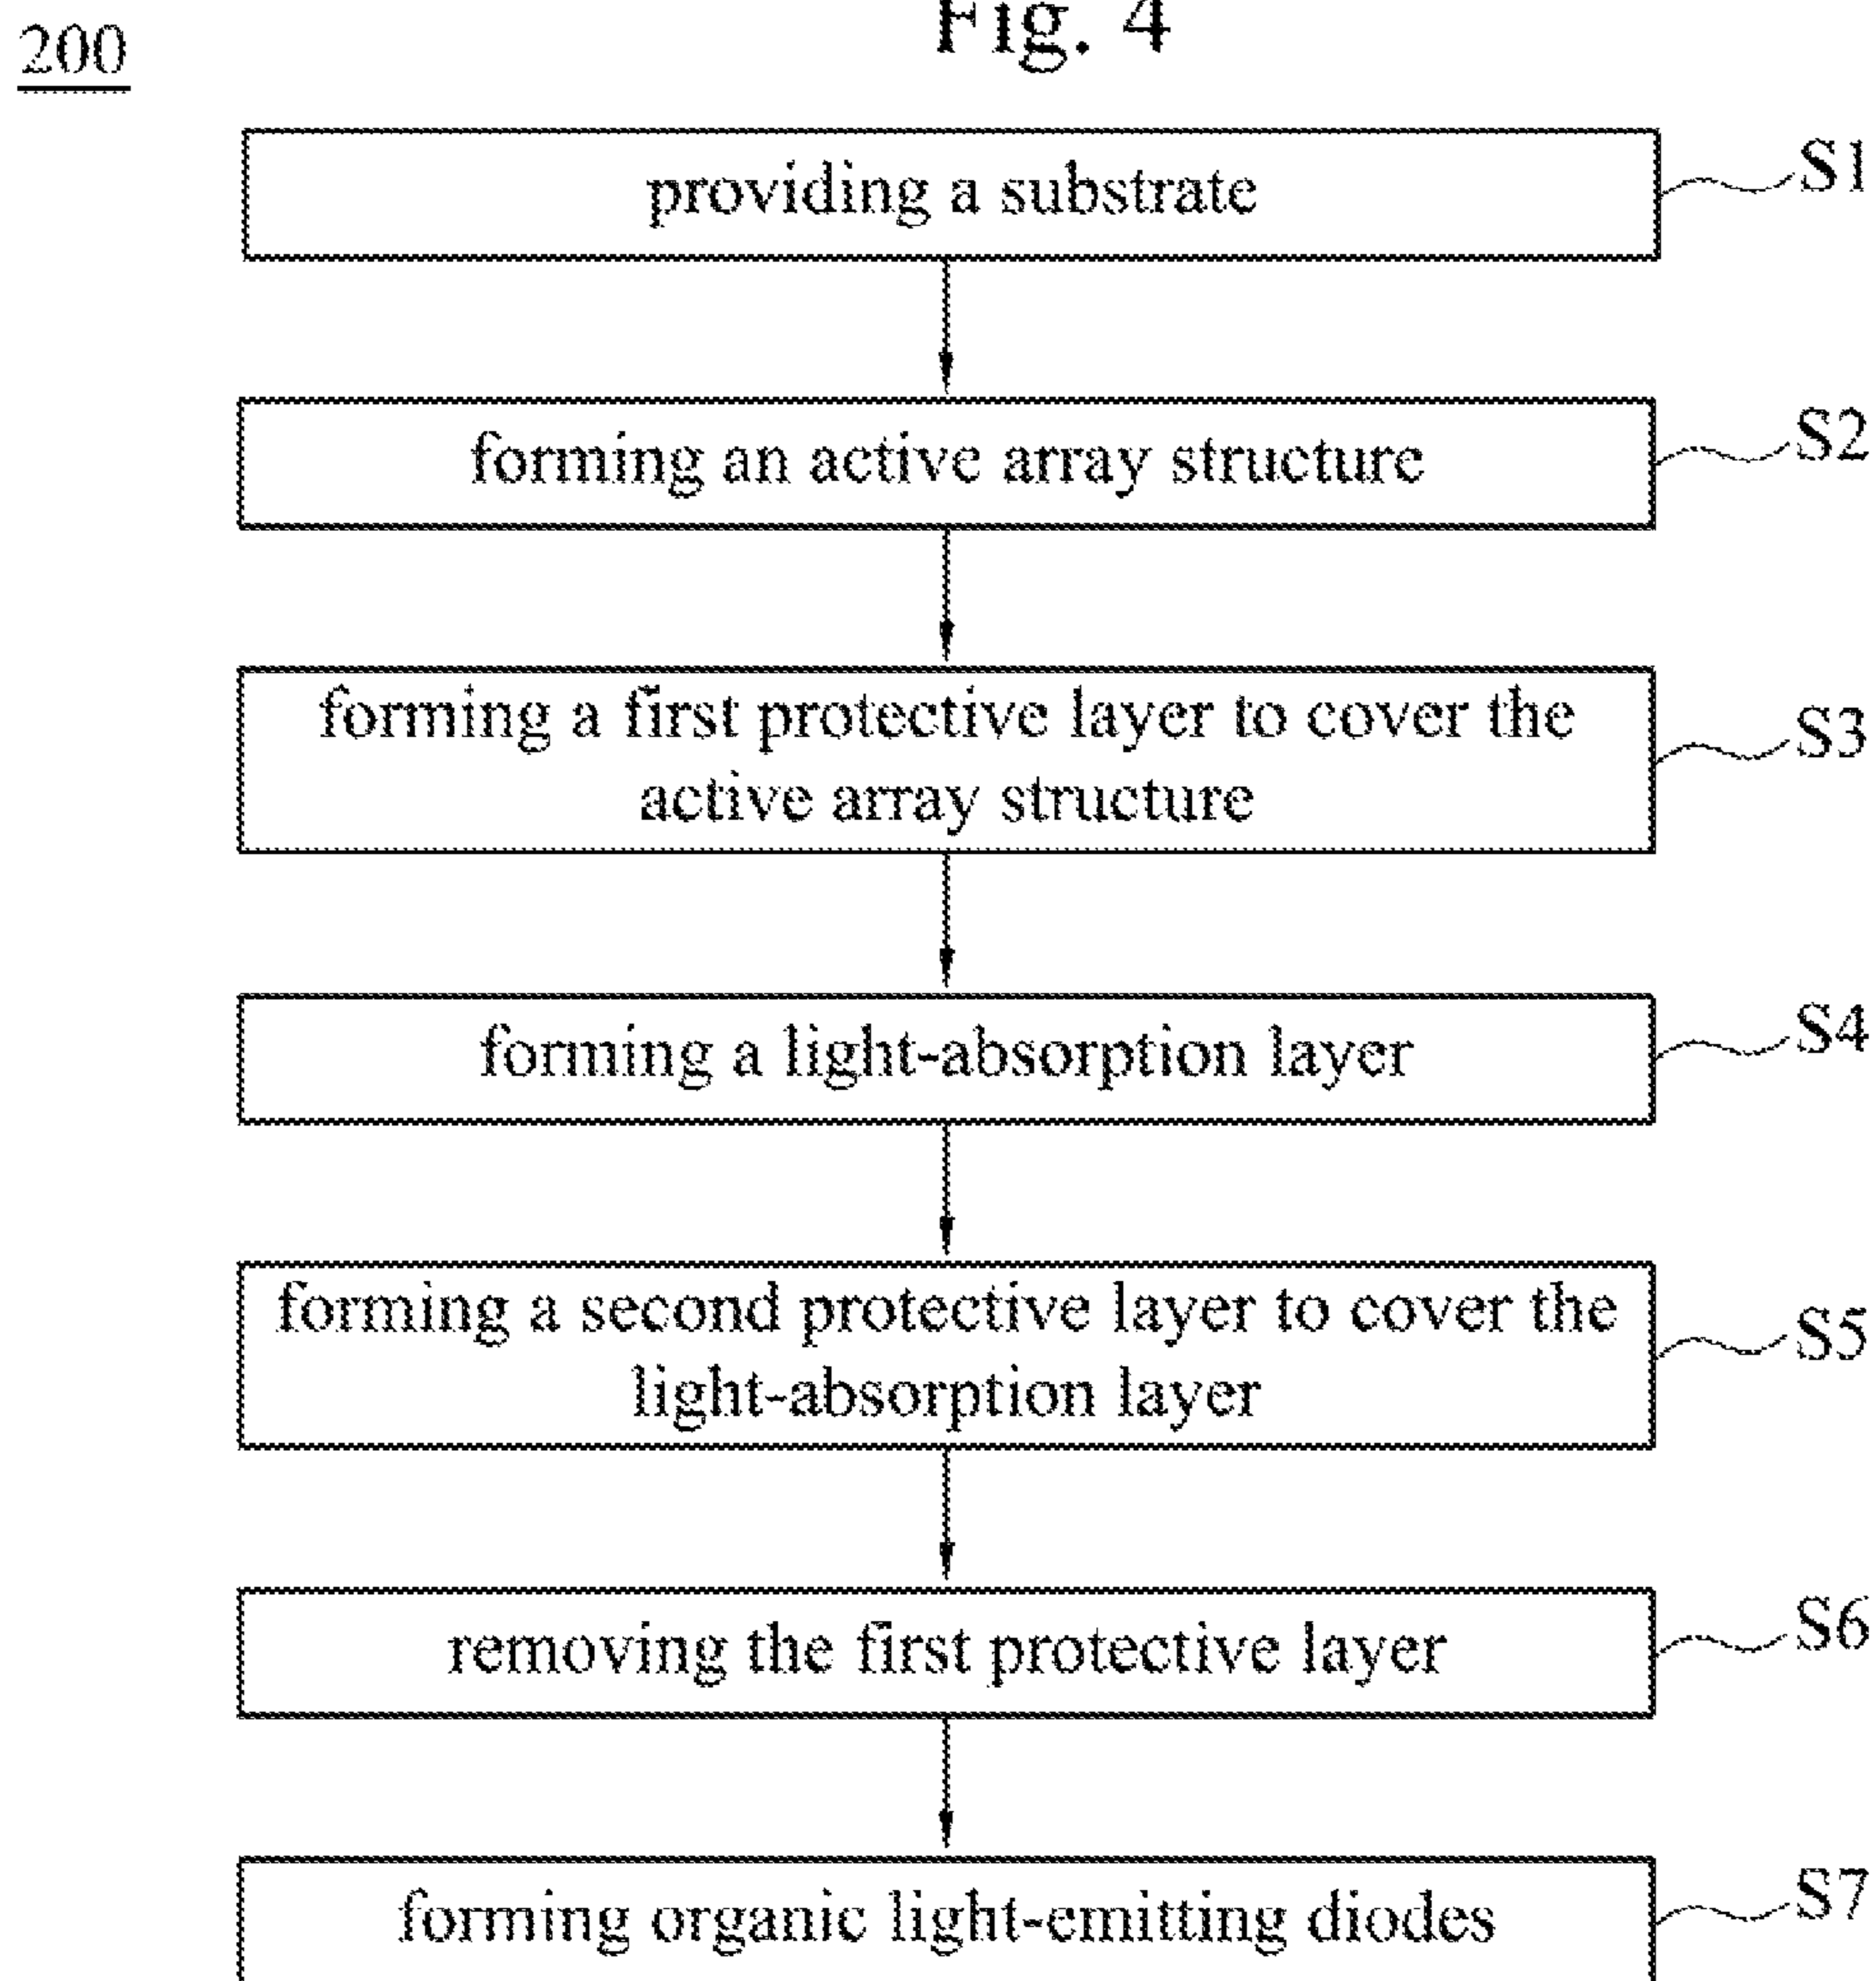 Fig. 4
200
providing a substrate
S1
forming an active array structure
S2
forming a first protective layer to cover the
active array structure
S3
forming a light-absorption layer
S4
forming a second protective layer to cover the
light-absorption layer
S5
removing the first protective layer
S6
forming organic light-emitting diodes
S7